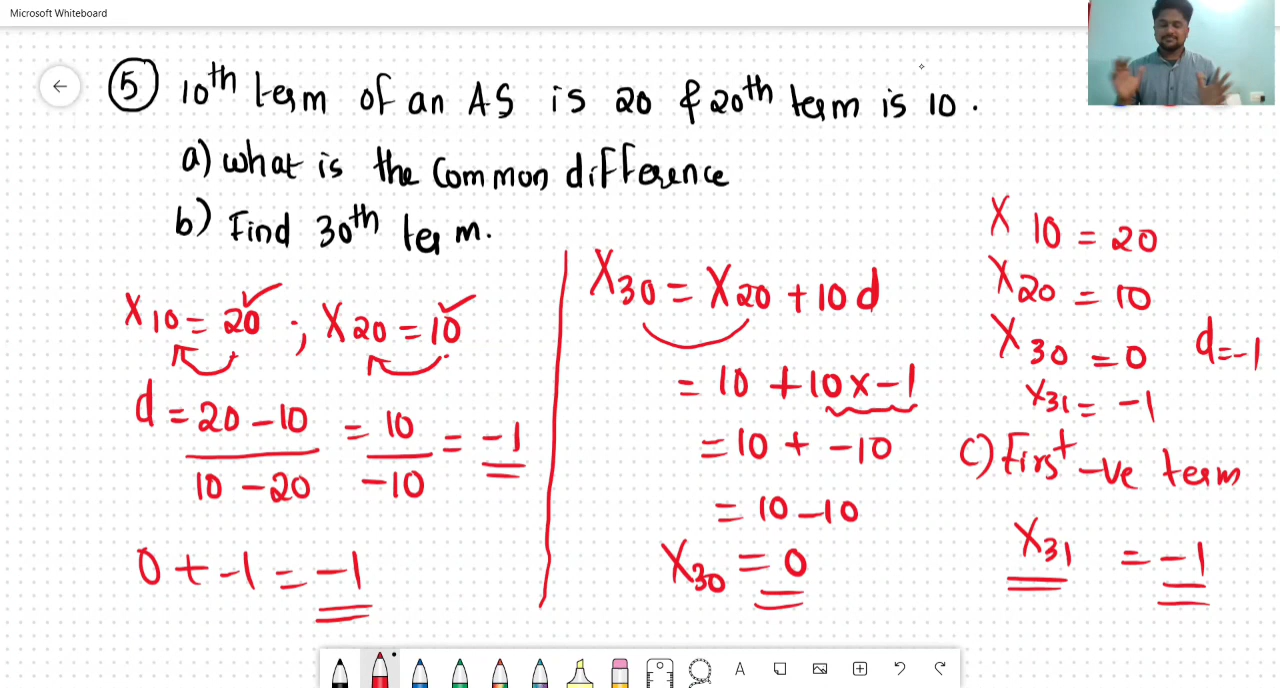 Microsoft Whiteboard
⑤ 10th term of an AS is 20 & 20th term is 10.
a) what is the Common difference
b) Find 30th term.
X10 = 20 ; X20 = 10
d = 20 - 10 / 10 - 20 = 10 / -10 = -1
0 + -1 = -1
X30 = X20 + 10d
= 10 + 10 x -1
= 10 + -10
= 10 - 10
X30 = 0
X10 = 20
X20 = 10
X30 = 0 d = -1
X31 = -1
C) First -ve term
X31 = -1
A